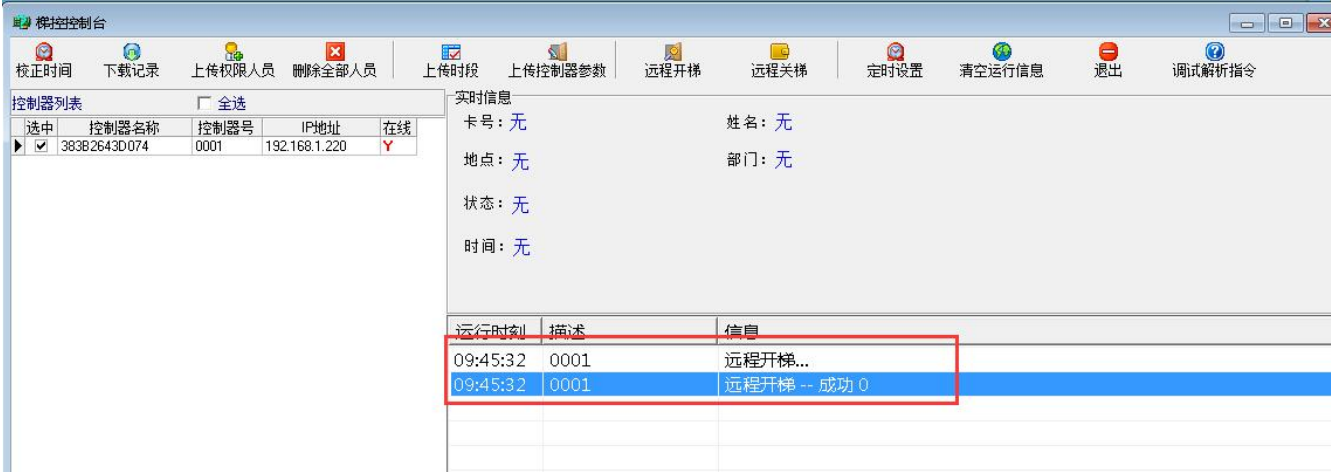 梯控控制台
校正时间 下载记录 上传权限人员 删除全部人员 上传时段 上传控制器参数 远程开梯 远程关梯 定时设置 清空运行信息 退出 调试解析指令
控制器列表 全选
选中 控制器名称 控制器号 IP地址 在线
383B2643D074 0001 192.168.1.220 Y
实时信息
卡号：无 姓名：无
地点：无 部门：无
状态：无
时间：无
运行时刻 描述 信息
09:45:32 0001 远程开梯...
09:45:32 0001 远程开梯 -- 成功 0